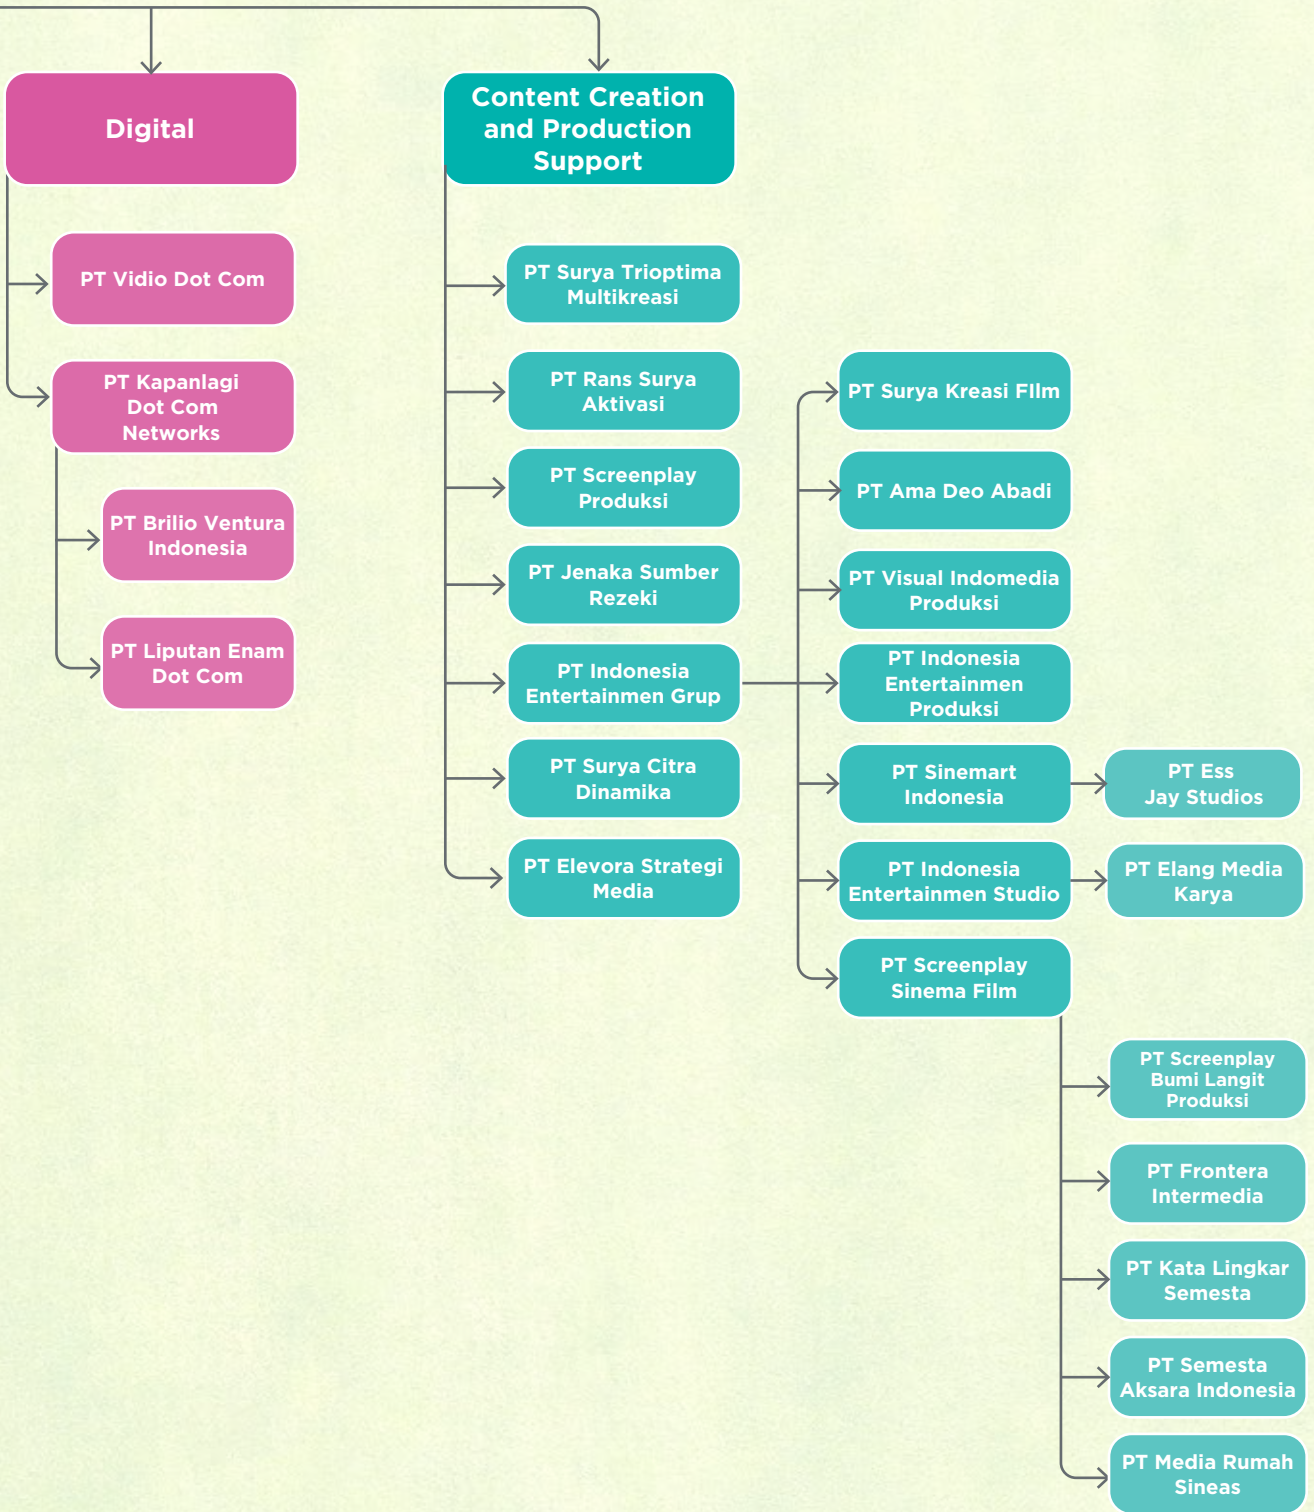 Digital
PT Vidio Dot Com
PT Kapanlagi
Dot Com
Networks
PT Brilio Ventura
Indonesia
PT Liputan Enam
Dot Com
Content Creation
and Production
Support
PT Surya Trioptima
Multikreasi
PT Rans Surya
Aktivasi
PT Screenplay
Produksi
PT Jenaka Sumber
Rezeki
PT Indonesia
Entertainmen Grup
PT Surya Citra
Dinamika
PT Elevora Strategi
Media
PT Surya Kreasi FIlm
PT Ama Deo Abadi
PT Visual Indomedia
Produksi
PT Indonesia
Entertainmen
Produksi
PT Sinemart
Indonesia
PT Indonesia
Entertainmen Studio
PT Screenplay
Sinema Film
PT Ess
Jay Studios
PT Elang Media
Karya
PT Screenplay
Bumi Langit
Produksi
PT Frontera
Intermedia
PT Kata Lingkar
Semesta
PT Semesta
Aksara Indonesia
PT Media Rumah
Sineas